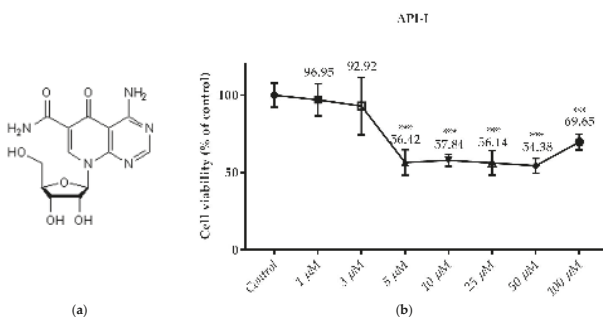 API-I
O
O
NH₂
H₂N
N
N
N
HO
O
OH
OH
Cell viability (% of control)
100
50
0
96.95
92.92
***
56.42
***
57.84
***
56.14
***
54.38
**
69.65
Control
1 µM
3 µM
5 µM
10 µM
25 µM
50 µM
100 µM
(a)
(b)